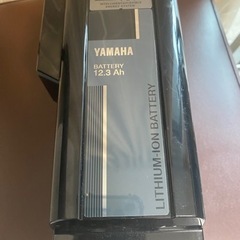 YAMAHA
BATTERY
12.3 Ah
LITHIUM-ION BATTERY